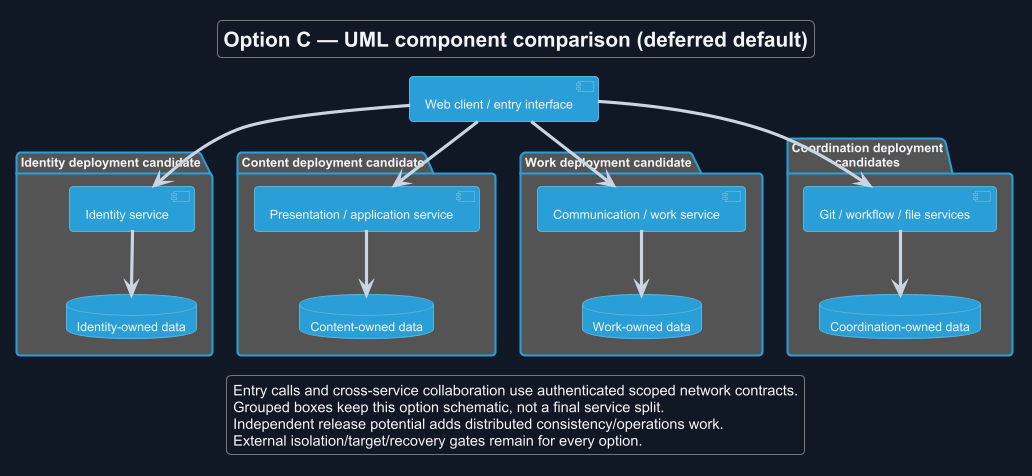 Option C — UML component comparison (deferred default)
Web client / entry interface
Identity deployment candidate
Content deployment candidate
Work deployment candidate
Coordination deployment
candidates
Identity service
Presentation / application service
Communication / work service
Git / workflow / file services
Identity-owned data
Content-owned data
Work-owned data
Coordination-owned data
Entry calls and cross-service collaboration use authenticated scoped network contracts.
Grouped boxes keep this option schematic, not a final service split.
Independent release potential adds distributed consistency/operations work.
External isolation/target/recovery gates remain for every option.